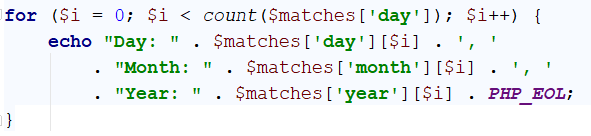 for ($i = 0; $i < count($matches['day']); $i++) {
    echo "Day: " . $matches['day'][$i] . ', '
        . "Month: " . $matches['month'][$i] . ', '
        . "Year: " . $matches['year'][$i] . PHP_EOL;
}